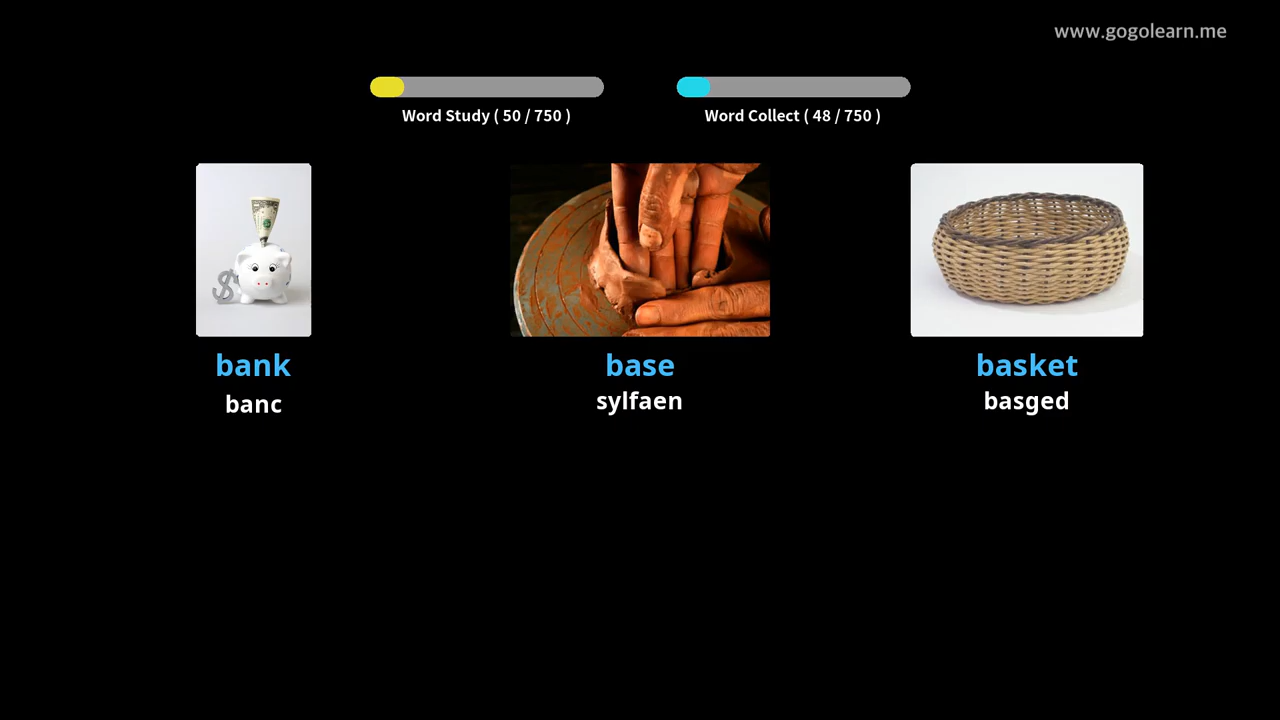 www.gogolearn.me
Word Study ( 50 / 750 )
Word Collect ( 48 / 750 )
bank
banc
base
sylfaen
basket
basged